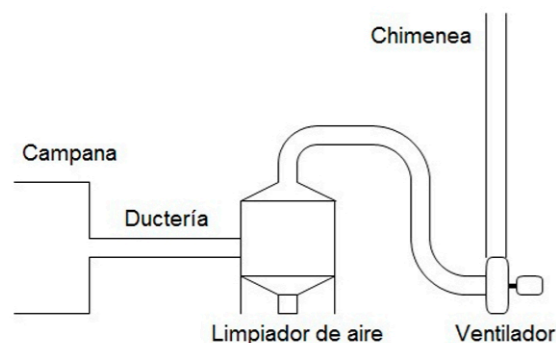 Chimenea
Campana
Ductería
Limpiador de aire
Ventilador